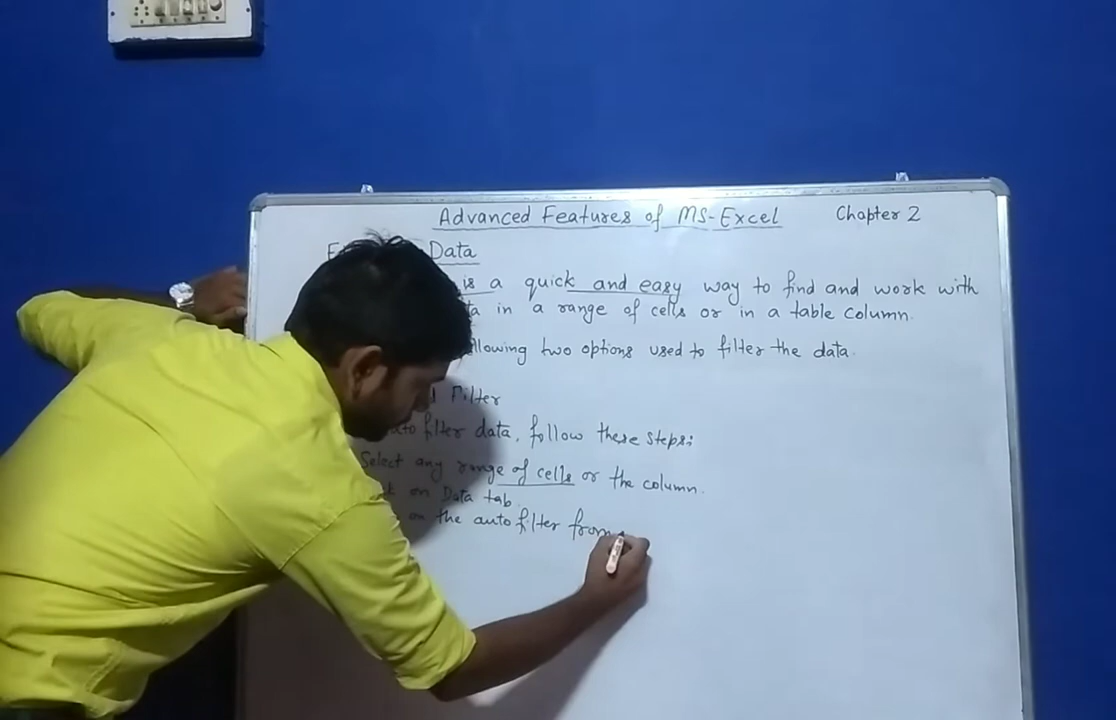 Advanced Features of MS-Excel Chapter 2
Data
is a quick and easy way to find and work with
in a range of cells or in a table column.
two options used to filter the data.
Filter
filter data, follow these steps:
Select any range of cells or the column.
on Data tab
on the auto filter from